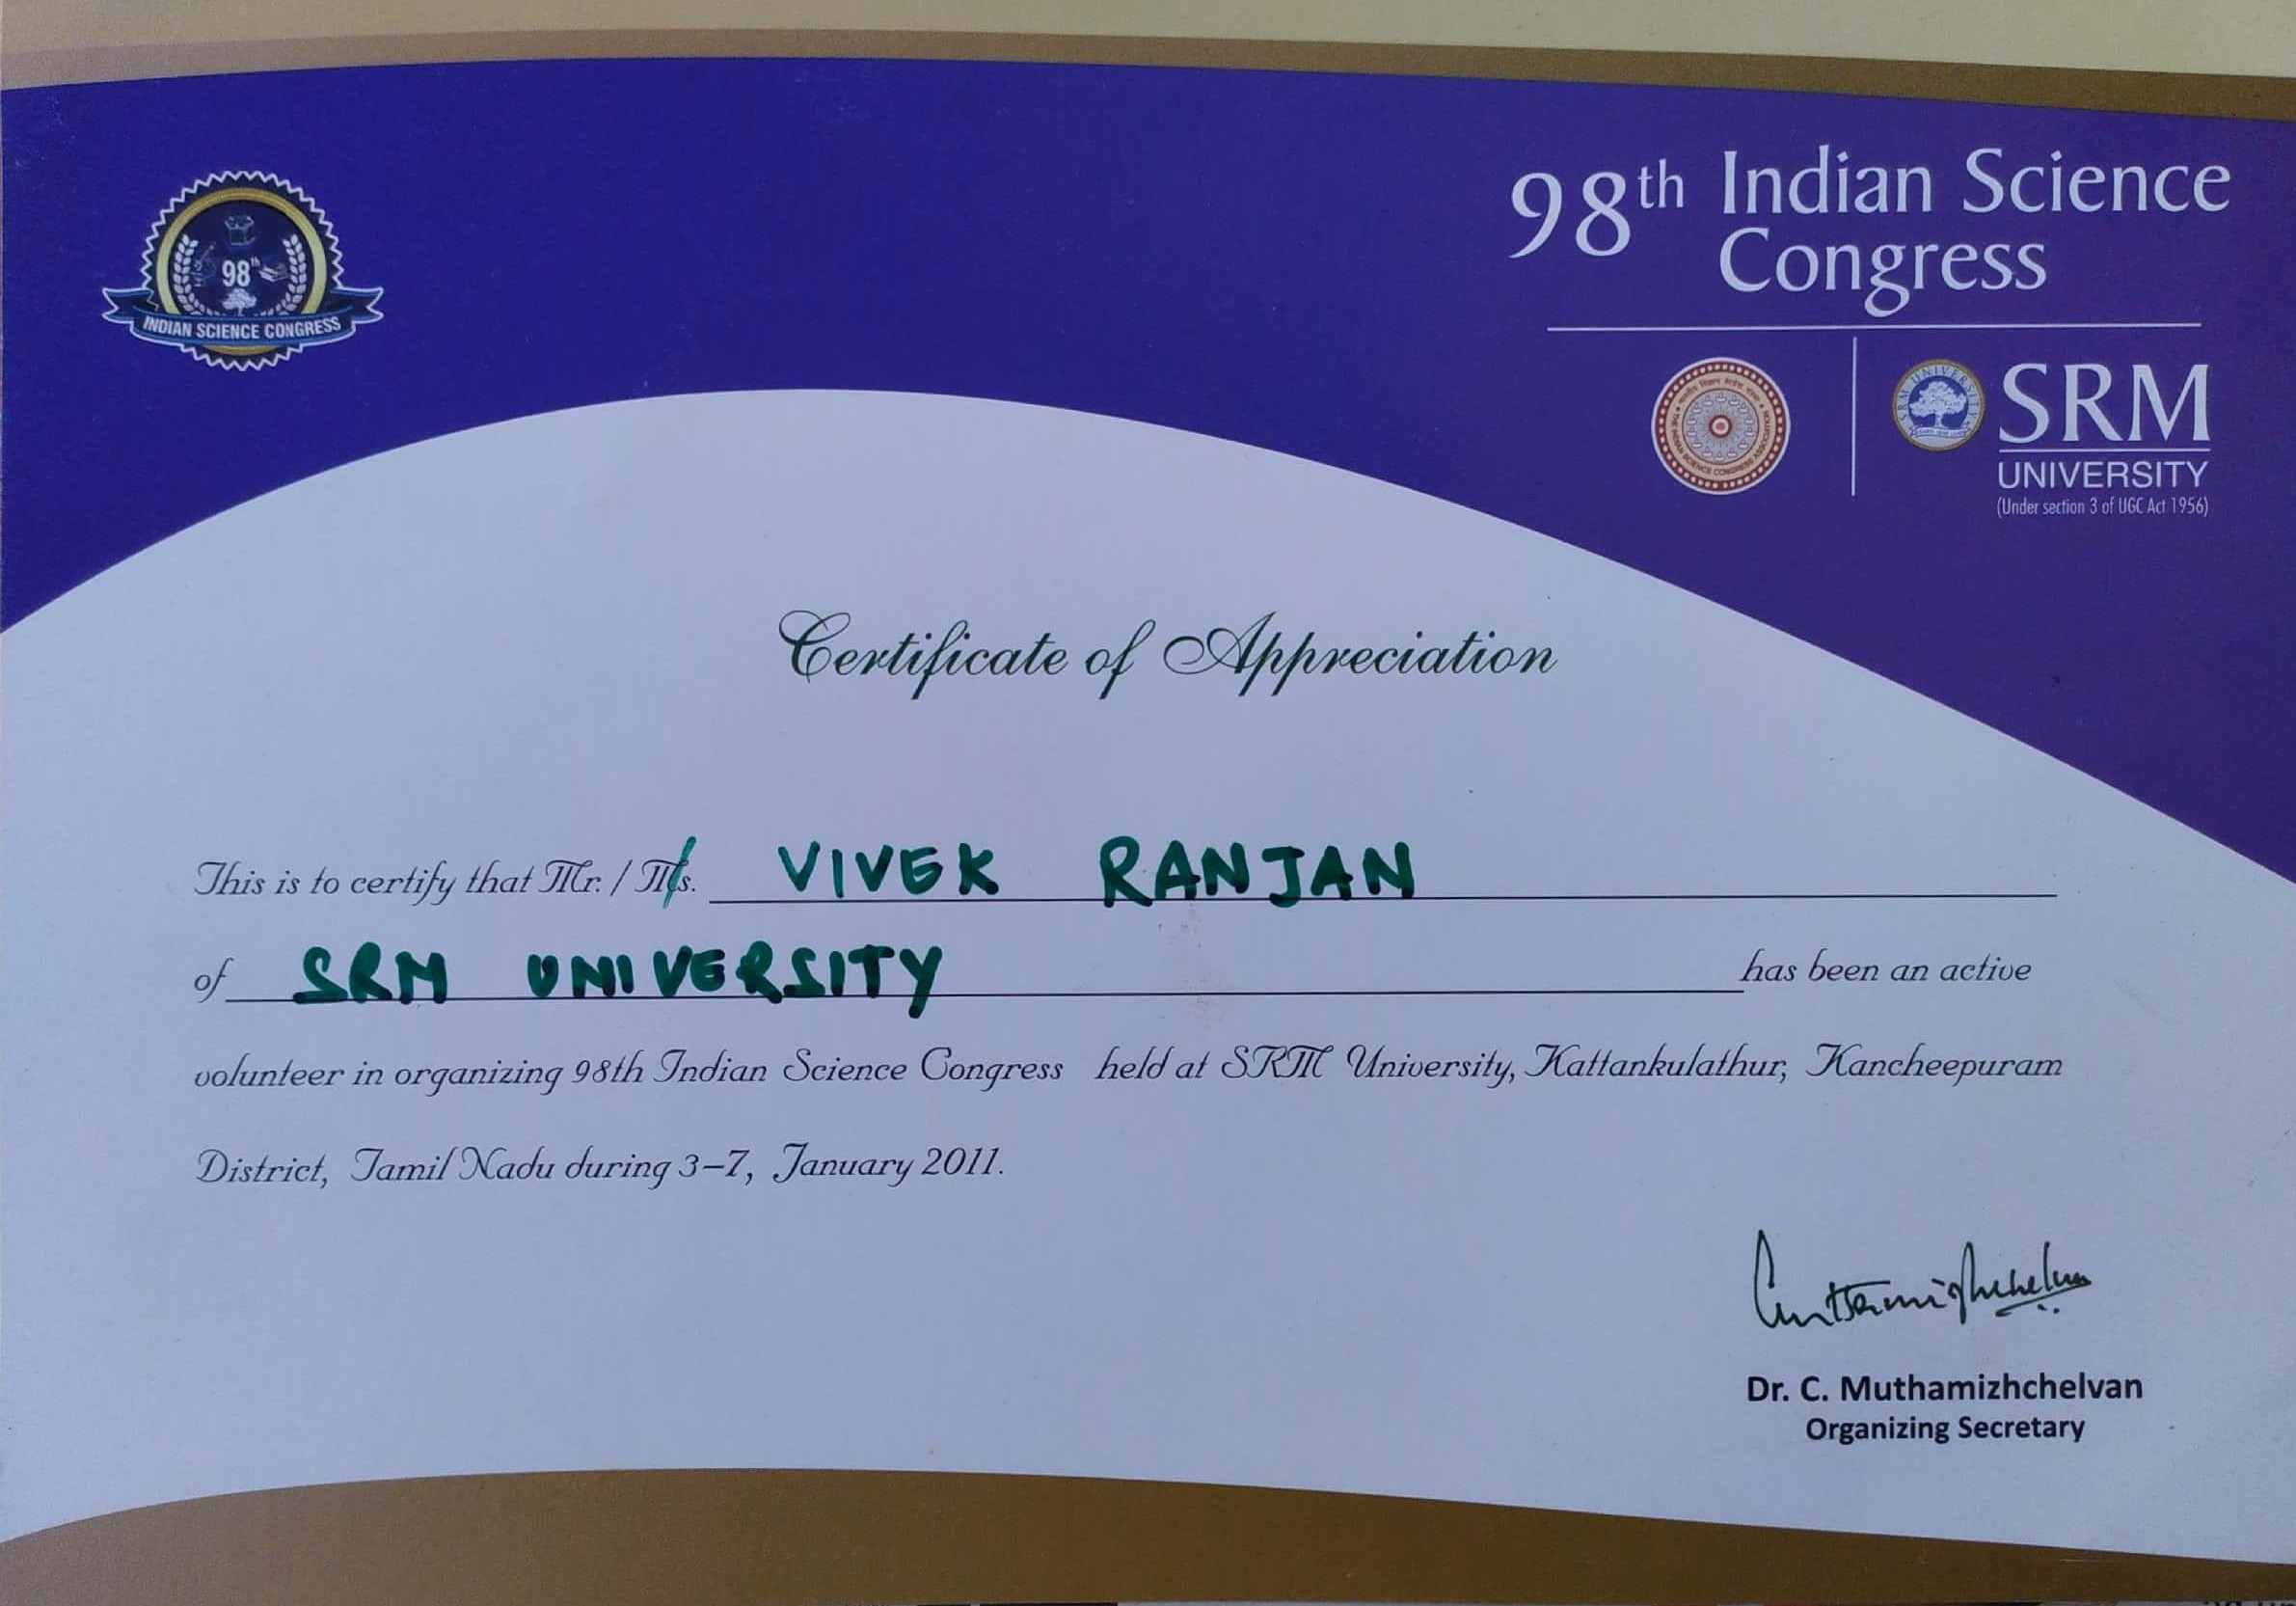 98th Indian Science
Congress
98th
INDIAN SCIENCE CONGRESS
SRM
UNIVERSITY
(Under section 3 of UGC Act 1956)
Certificate of Appreciation
This is to certify that Mr. / Ms. VIVEK RANJAN
of SRM UNIVERSITY has been an active
volunteer in organizing 98th Indian Science Congress held at SRM University, Kattankulathur, Kancheepuram
District, Tamil Nadu during 3-7, January 2011.
Dr. C. Muthamizhchelvan
Organizing Secretary